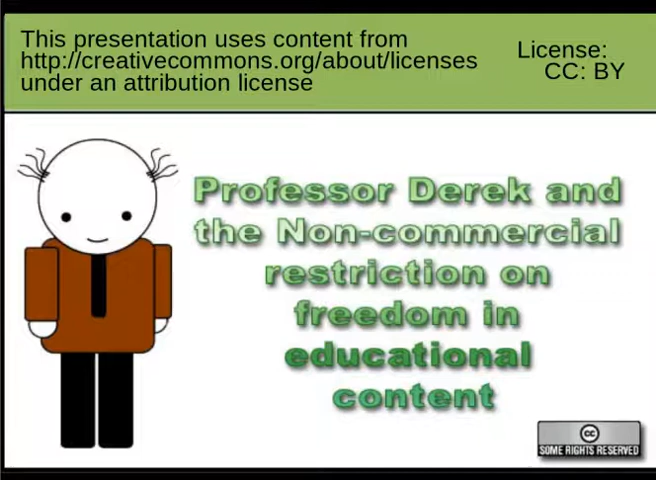 This presentation uses content from
http://creativecommons.org/about/licenses
under an attribution license
License:
CC: BY
Professor Derek and
the Non-commercial
restriction on
freedom in
educational
content
cc
SOME RIGHTS RESERVED